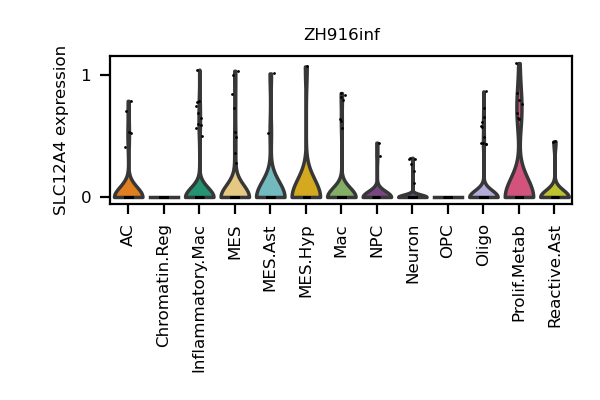 ZH916inf
SLC12A4 expression
1
0
AC
Chromatin.Reg
Inflammatory.Mac
MES
MES.Ast
MES.Hyp
Mac
NPC
Neuron
OPC
Oligo
Prolif.Metab
Reactive.Ast